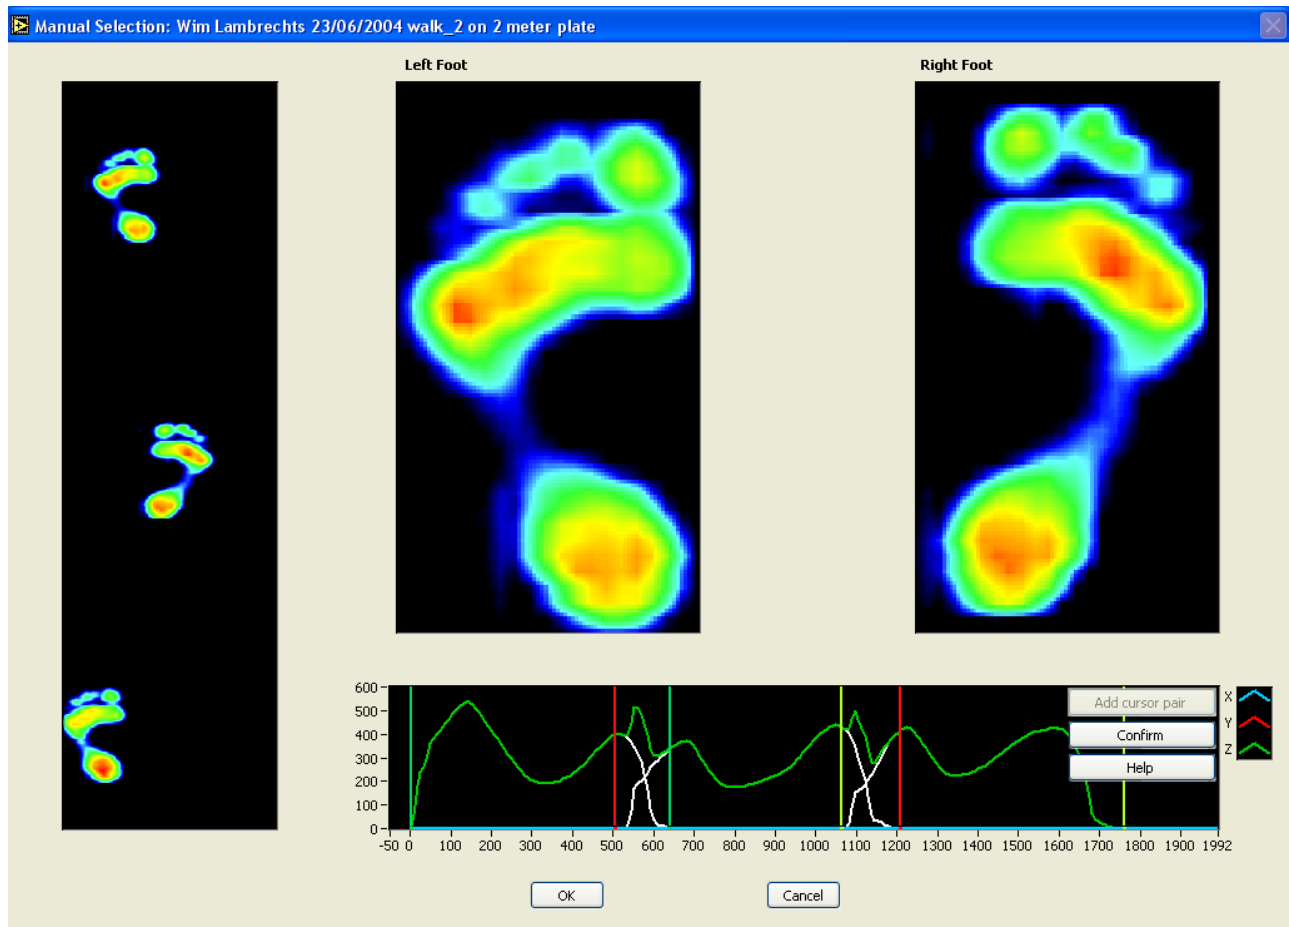 Manual Selection: Wim Lambrechts 23/06/2004 walk_2 on 2 meter plate
Left Foot
Right Foot
600
500
400
300
200
100
0
-50 0 100 200 300 400 500 600 700 800 900 1000 1100 1200 1300 1400 1500 1600 1700 1800 1900 1992
Add cursor pair
Confirm
Help
X
Y
Z
OK
Cancel